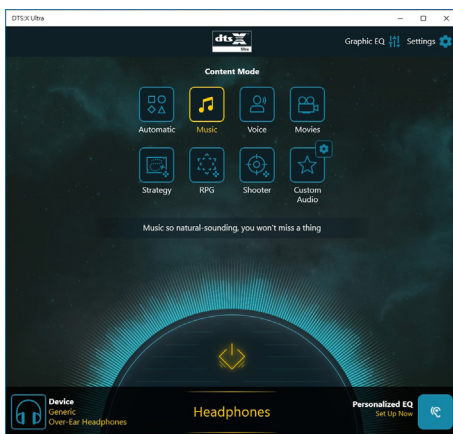 DTS:X Ultra
dts X
Ultra
Graphic EQ
Settings
Content Mode
Automatic
Music
Voice
Movies
Strategy
RPG
Shooter
Custom
Audio
Music so natural-sounding, you won't miss a thing
Device
Generic
Over-Ear Headphones
Headphones
Personalized EQ
Set Up Now